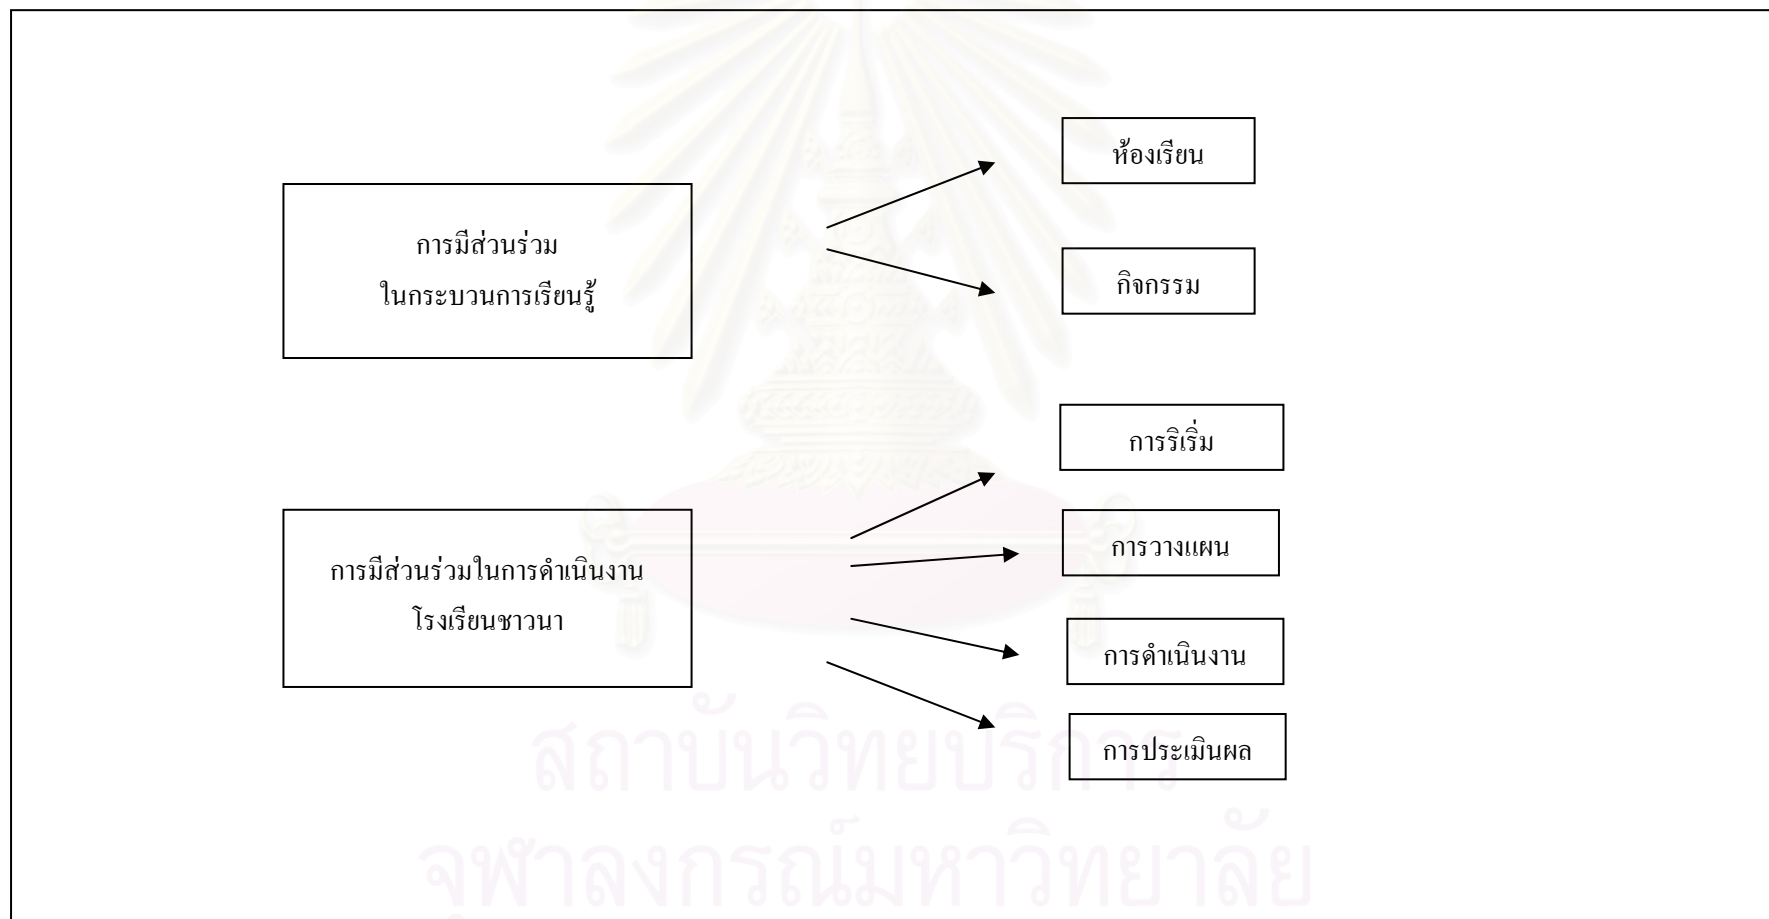 ห้องเรียน
การมีส่วนร่วม
ในกระบวนการเรียนรู้
กิจกรรม
การริเริ่ม
การมีส่วนร่วมในการดำเนินงาน
โรงเรียนชาวนา
การวางแผน
การดำเนินงาน
การประเมินผล
สถาบันวิทยบริการ
จุฬาลงกรณ์มหาวิทยาลัย